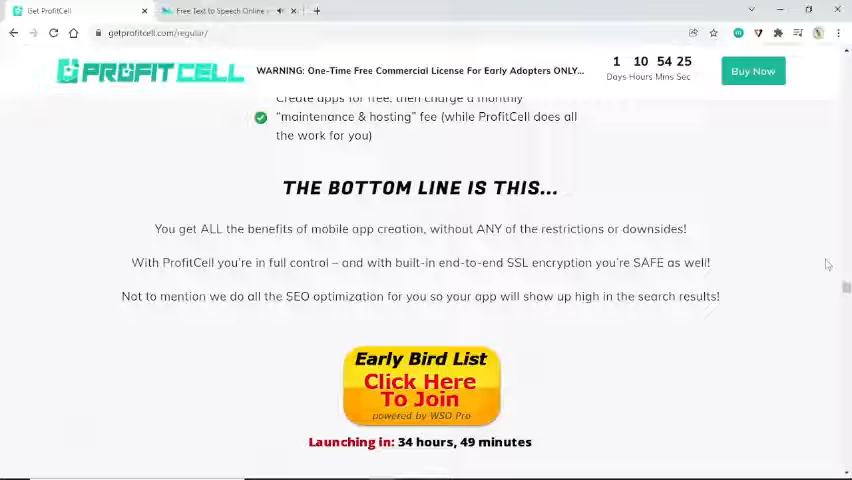 Get ProfitCell
Free Text to Speech Online
getprofitcell.com/regular/
PROFIT CELL
WARNING: One-Time Free Commercial License For Early Adopters ONLY...
1 10 54 25
Days Hours Mins Sec
Buy Now
Create apps for free, then charge a monthly
“maintenance & hosting” fee (while ProfitCell does all
the work for you)
THE BOTTOM LINE IS THIS...
You get ALL the benefits of mobile app creation, without ANY of the restrictions or downsides!
With ProfitCell you’re in full control – and with built-in end-to-end SSL encryption you’re SAFE as well!
Not to mention we do all the SEO optimization for you so your app will show up high in the search results!
Early Bird List
Click Here
To Join
powered by WSO Pro
Launching in: 34 hours, 49 minutes